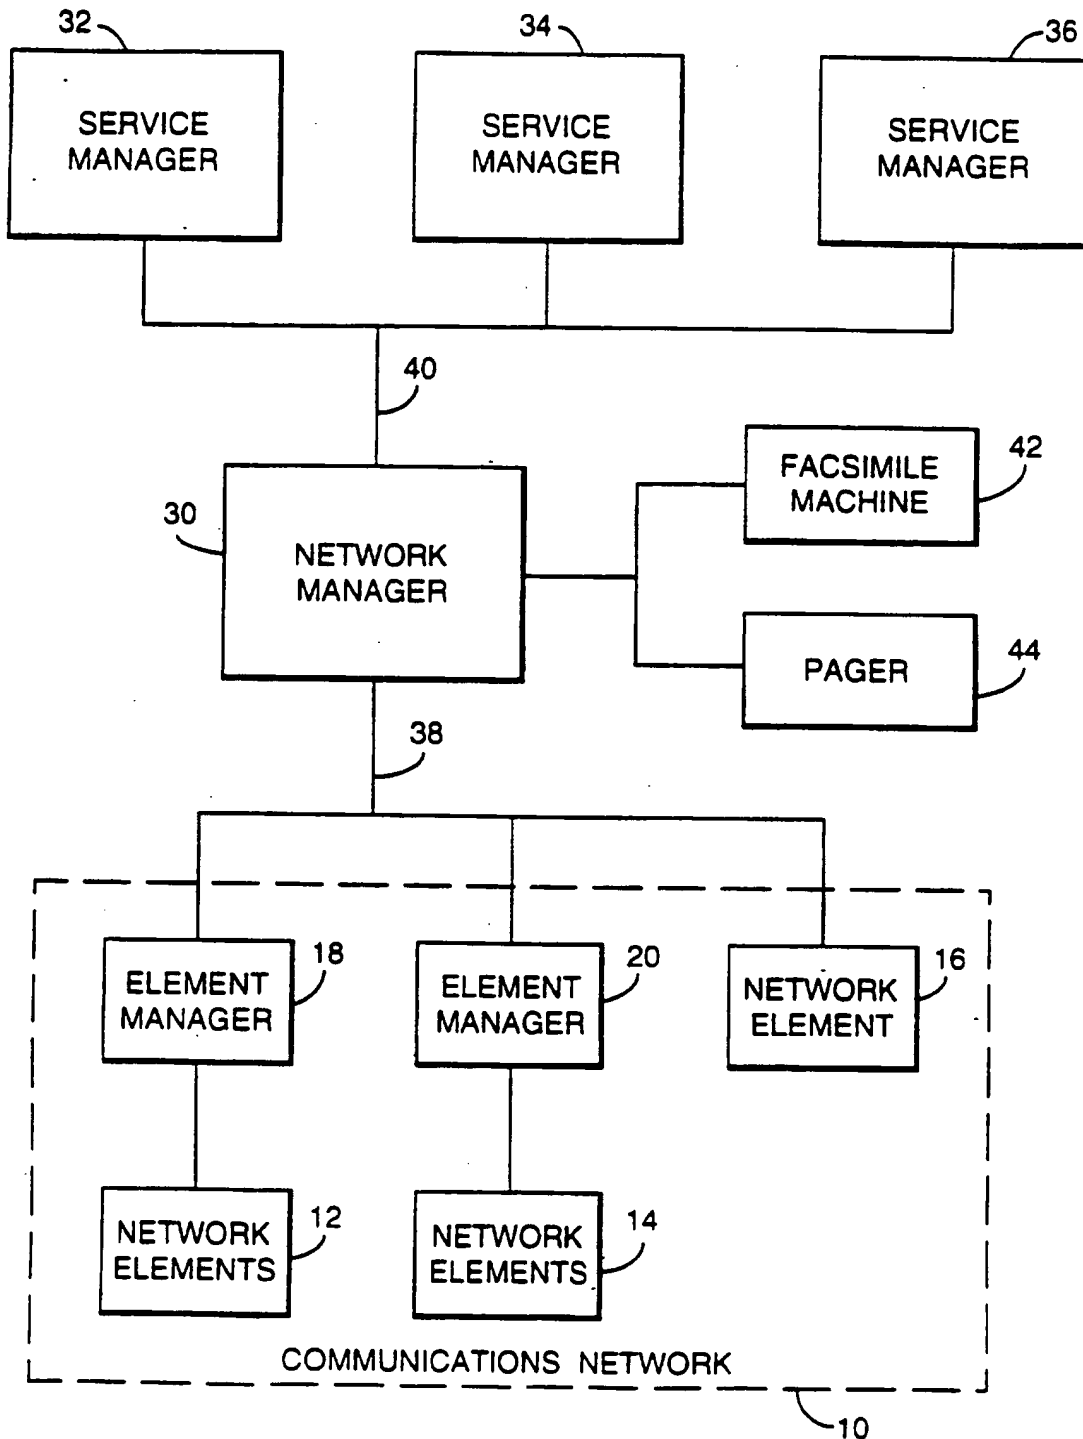 32
34
36
SERVICE
MANAGER
SERVICE
MANAGER
SERVICE
MANAGER
40
30
NETWORK
MANAGER
FACSIMILE
MACHINE
42
PAGER
44
38
ELEMENT
MANAGER
18
ELEMENT
MANAGER
20
NETWORK
ELEMENT
16
NETWORK
ELEMENTS
12
NETWORK
ELEMENTS
14
COMMUNICATIONS NETWORK
10